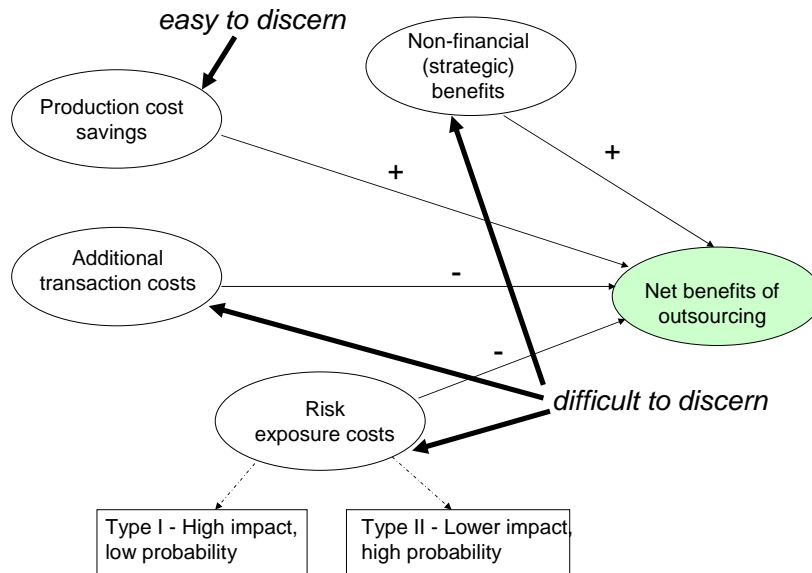 easy to discern
Non-financial
(strategic)
benefits
Production cost
savings
+
+
Additional
transaction costs
-
Net benefits of
outsourcing
-
difficult to discern
Risk
exposure costs
Type I - High impact,
low probability
Type II - Lower impact,
high probability